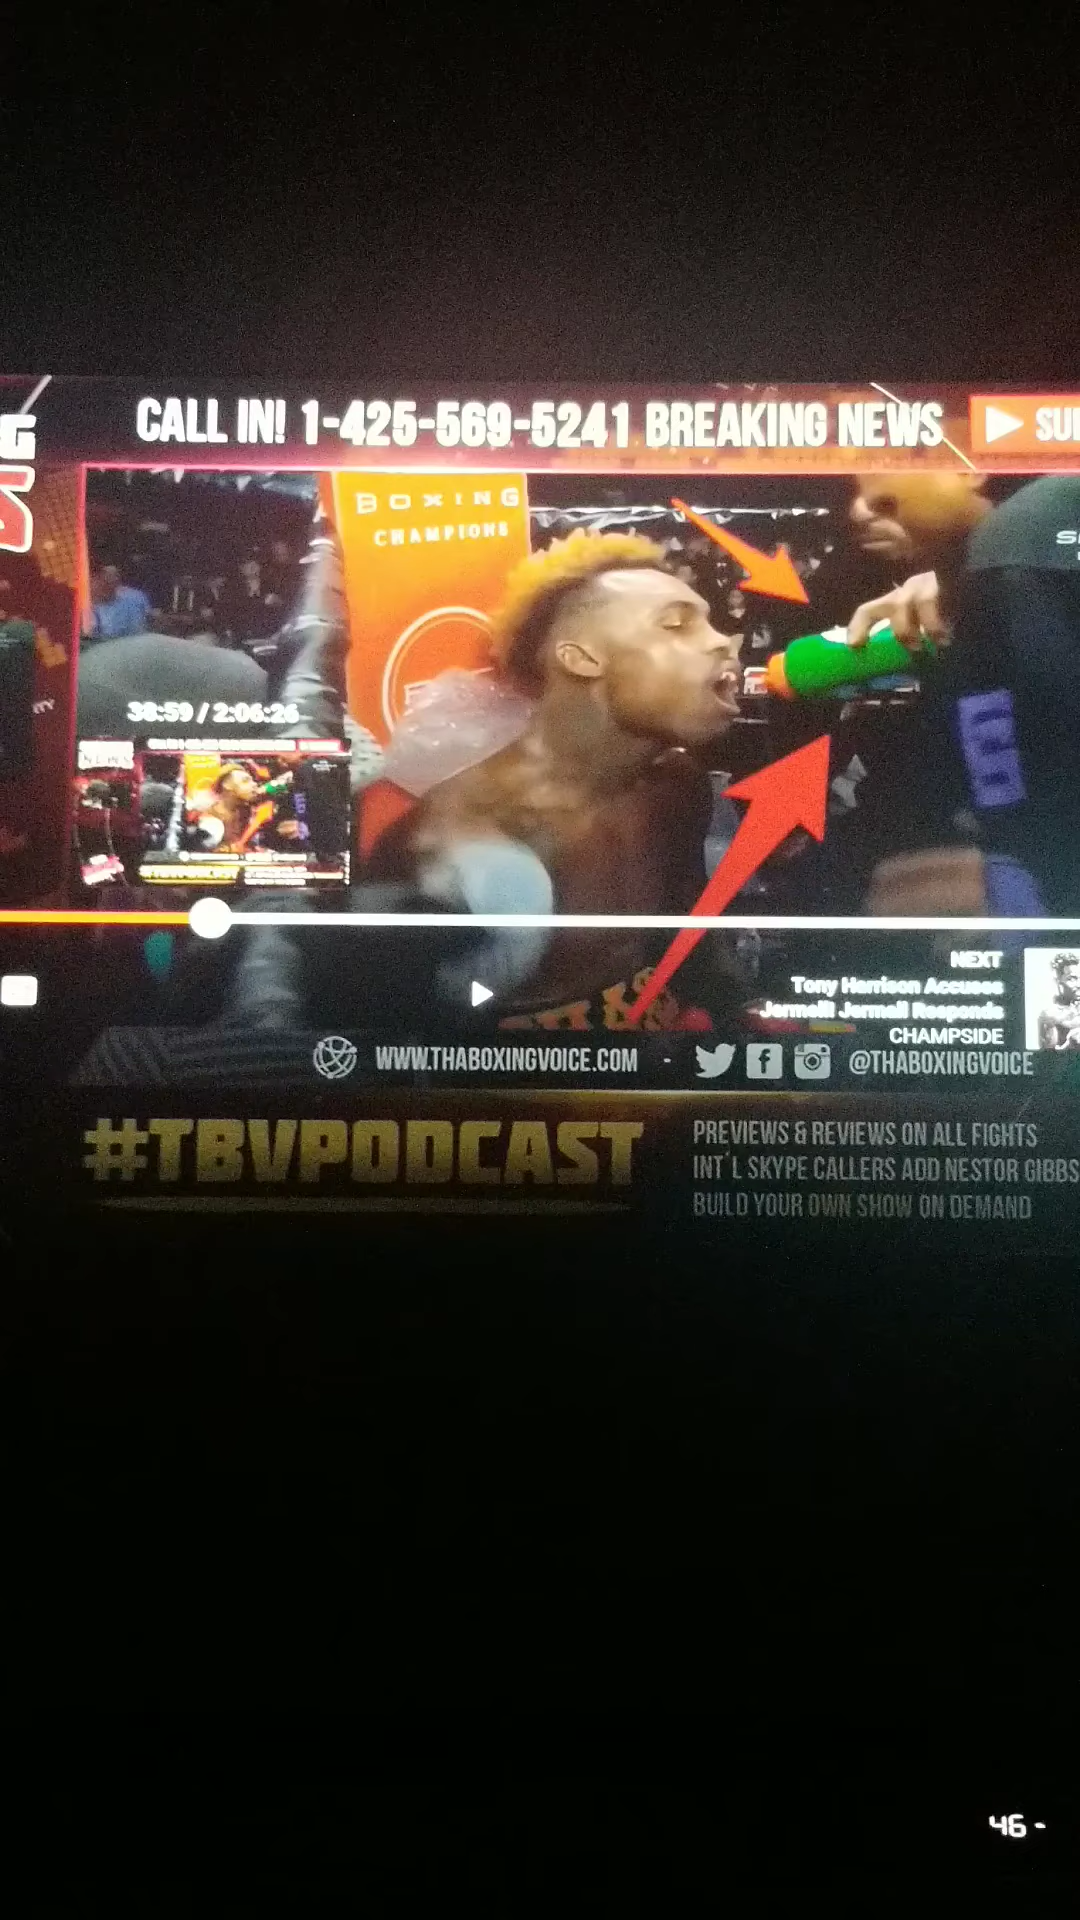 CALL IN! 1-425-569-5241 BREAKING NEWS
BOXING
CHAMPIONS
38:59 / 2:06:26
NEXT
Tony Harrison Accuses
Jermell! Jermall Responds
CHAMPSIDE
WWW.THABOXINGVOICE.COM - @THABOXINGVOICE
#TBVPODCAST
PREVIEWS & REVIEWS ON ALL FIGHTS
INT'L SKYPE CALLERS ADD NESTOR GIBBS
BUILD YOUR OWN SHOW ON DEMAND
46 -